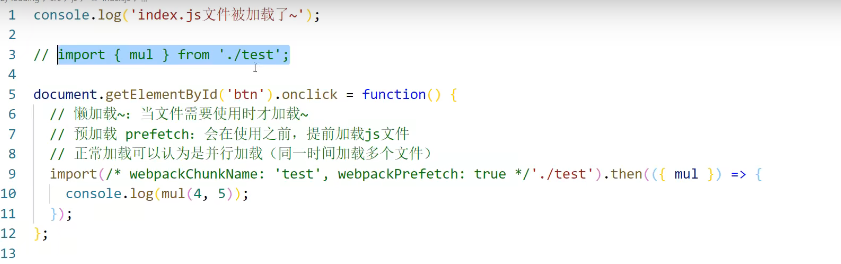 1 console.log('index.js文件被加载了~');
2
3 // import { mul } from './test';
4
5 document.getElementById('btn').onclick = function() {
6 // 懒加载~：当文件需要使用时才加载~
7 // 预加载 prefetch：会在使用之前，提前加载js文件
8 // 正常加载可以认为是并行加载（同一时间加载多个文件）
9 import(/* webpackChunkName: 'test', webpackPrefetch: true */'./test').then(({ mul }) => {
10 console.log(mul(4, 5));
11 });
12 };
13